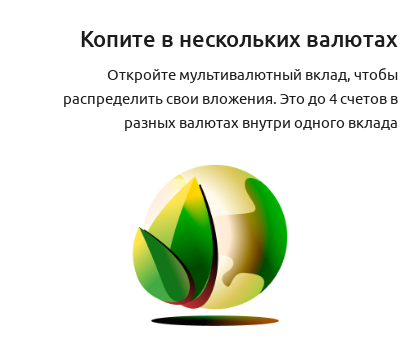 Копите в нескольких валютах
Откройте мультивалютный вклад, чтобы
распределить свои вложения. Это до 4 счетов в
разных валютах внутри одного вклада